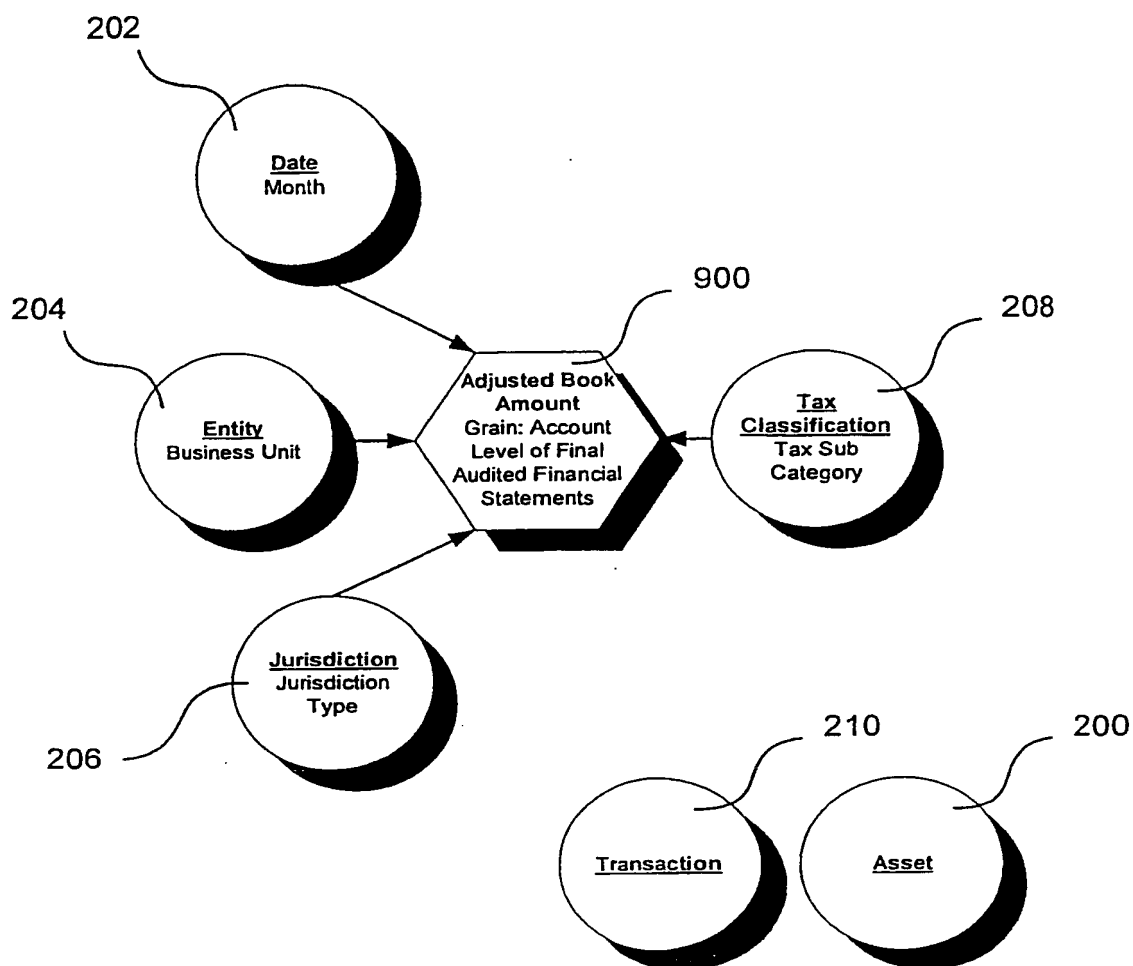 202
Date
Month
204
Entity
Business Unit
900
Adjusted Book
Amount
Grain: Account
Level of Final
Audited Financial
Statements
208
Tax
Classification
Tax Sub
Category
Jurisdiction
Jurisdiction
Type
206
210
Transaction
200
Asset